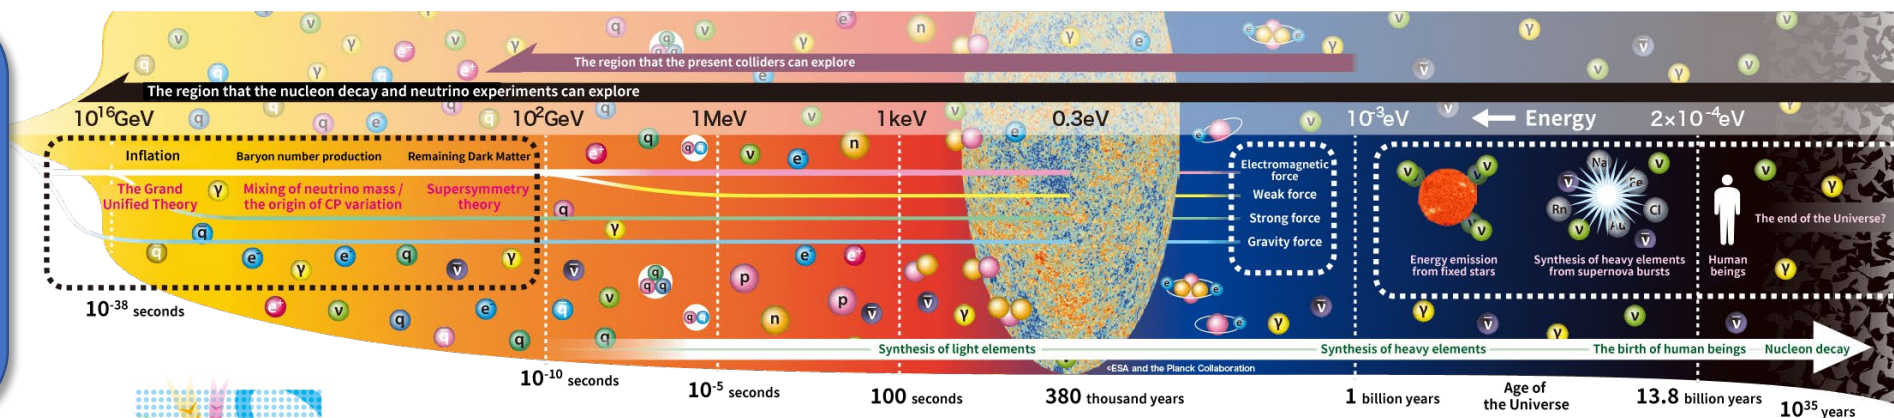 The region that the present colliders can explore
The region that the nucleon decay and neutrino experiments can explore
10¹⁶GeV
10²GeV
1MeV
1keV
0.3eV
10⁻³eV
Energy
2×10⁻⁴eV
Inflation
Baryon number production
Remaining Dark Matter
The Grand
Unified Theory
Mixing of neutrino mass /
the origin of CP variation
Supersymmetry
theory
Electromagnetic
force
Weak force
Strong force
Gravity force
Na
Fe
Rn
Cl
Au
Energy emission
from fixed stars
Synthesis of heavy elements
from supernova bursts
Human
beings
The end of the Universe?
10⁻³⁸ seconds
Synthesis of light elements
Synthesis of heavy elements
The birth of human beings
Nucleon decay
©ESA and the Planck Collaboration
10⁻¹⁰ seconds
10⁻⁵ seconds
100 seconds
380 thousand years
1 billion years
Age of
the Universe
13.8 billion years
10³⁵ years